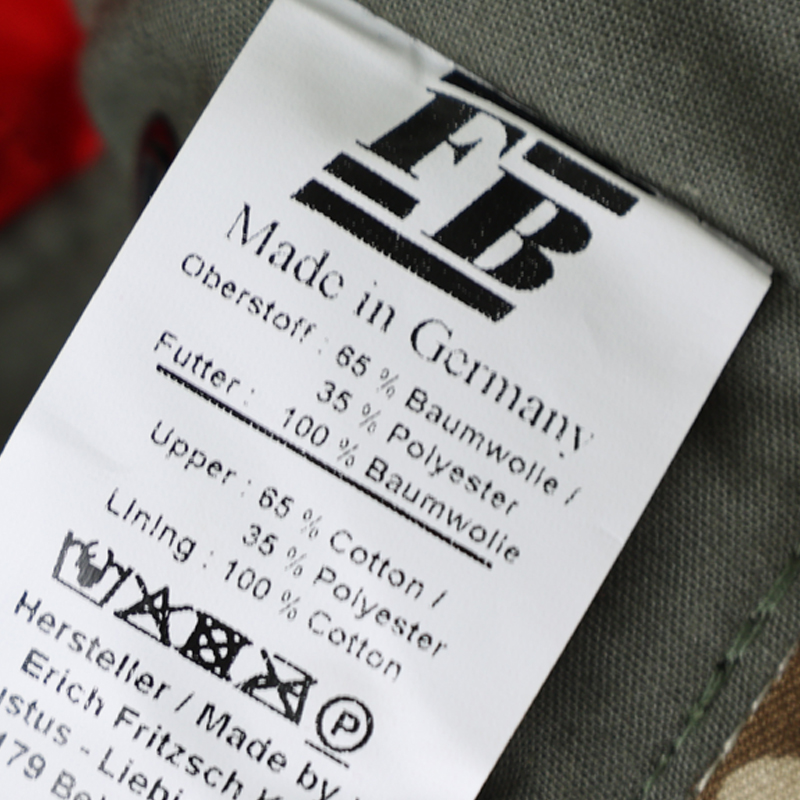 FB
Made in Germany
Oberstoff : 65 % Baumwolle /
35 % Polyester
Futter : 100 % Baumwolle
Upper : 65 % Cotton /
35 % Polyester
Lining : 100 % Cotton
P
Hersteller / Made by
Erich Fritzsch